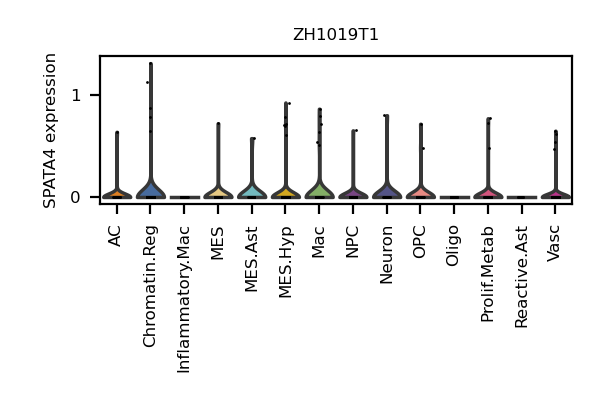 ZH1019T1
SPATA4 expression
1
0
AC
Chromatin.Reg
Inflammatory.Mac
MES
MES.Ast
MES.Hyp
Mac
NPC
Neuron
OPC
Oligo
Prolif.Metab
Reactive.Ast
Vasc